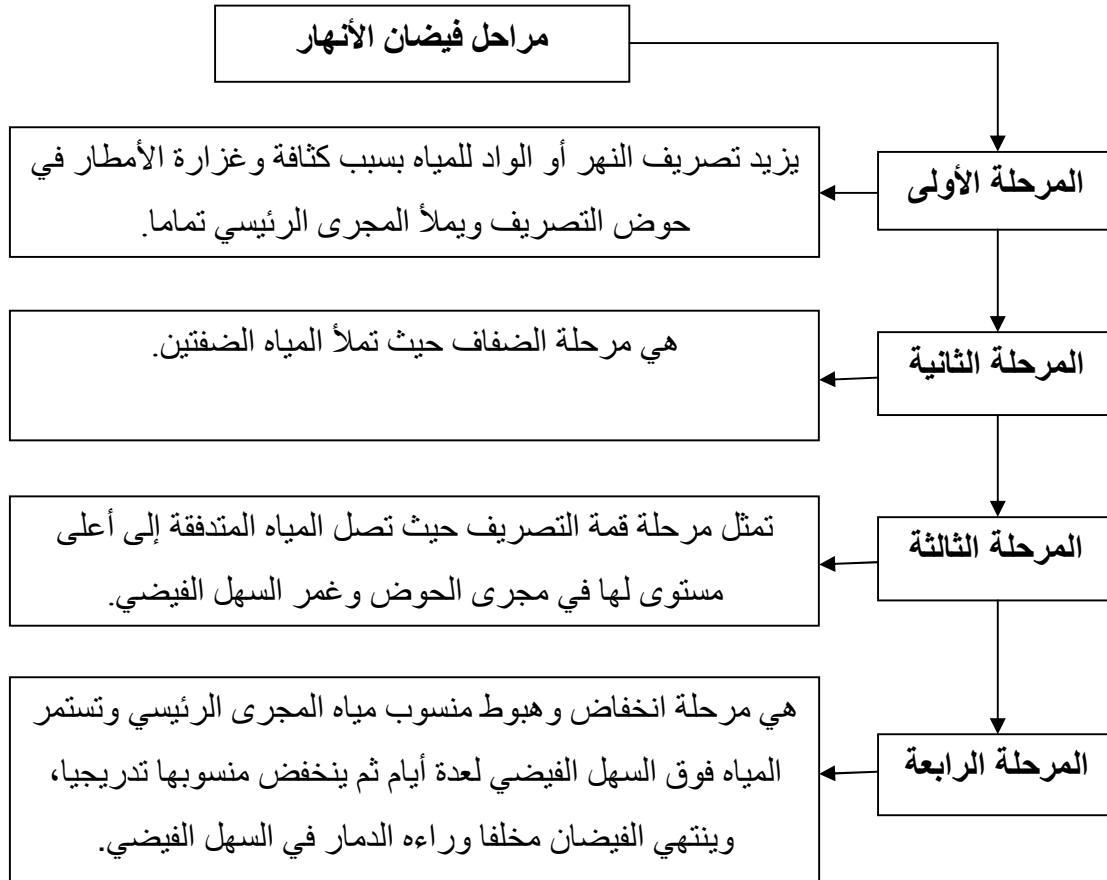 مراحل فيضان الأنهار
المرحلة الأولى
يزيد تصريف النهر أو الواد للمياه بسبب كثافة وغزارة الأمطار في
حوض التصريف ويملأ المجرى الرئيسي تماما.
المرحلة الثانية
هي مرحلة الضفاف حيث تملأ المياه الضفتين.
المرحلة الثالثة
تمثل مرحلة قمة التصريف حيث تصل المياه المتدفقة إلى أعلى
مستوى لها في مجرى الحوض وغمر السهل الفيضي.
المرحلة الرابعة
هي مرحلة انخفاض وهبوط منسوب مياه المجرى الرئيسي وتستمر
المياه فوق السهل الفيضي لعدة أيام ثم ينخفض منسوبها تدريجيا،
وينتهي الفيضان مخلفا وراءه الدمار في السهل الفيضي.